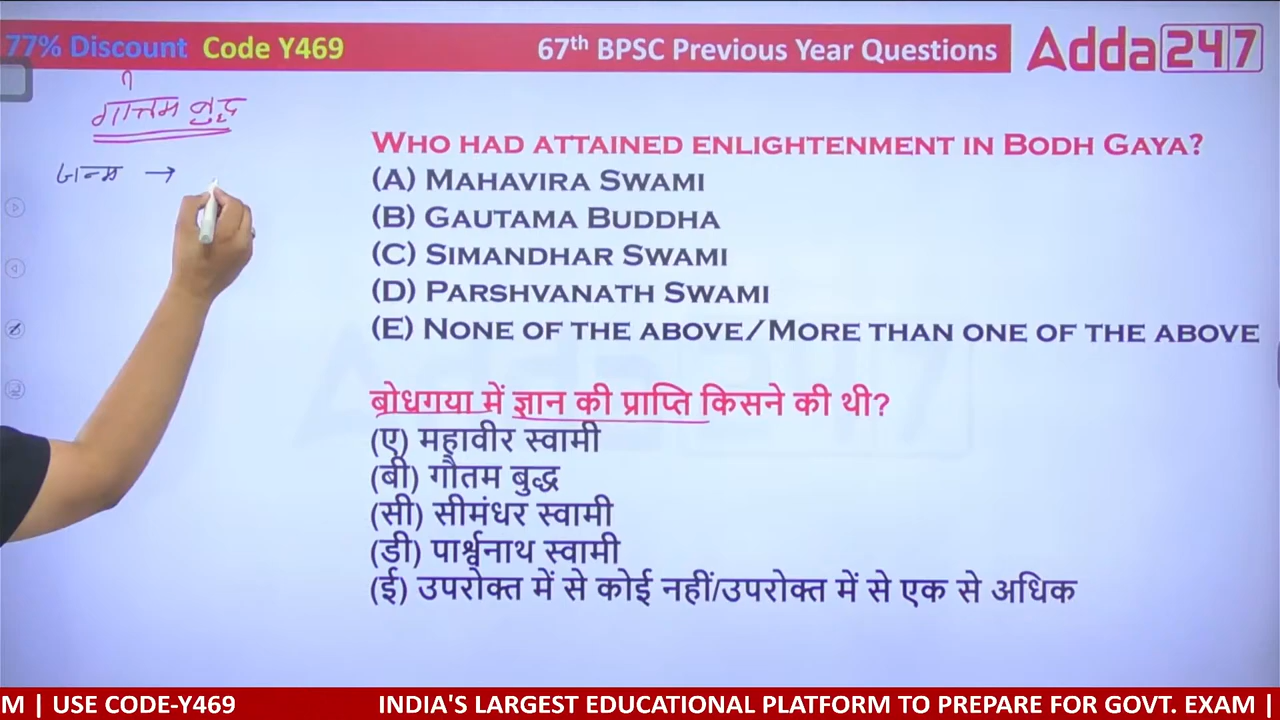 77% Discount Code Y469
67th BPSC Previous Year Questions
Adda247
गौतम बुद्ध
जन्म →
WHO HAD ATTAINED ENLIGHTENMENT IN BODH GAYA?
(A) MAHAVIRA SWAMI
(B) GAUTAMA BUDDHA
(C) SIMANDHAR SWAMI
(D) PARSHVANATH SWAMI
(E) NONE OF THE ABOVE/MORE THAN ONE OF THE ABOVE
बोधगया में ज्ञान की प्राप्ति किसने की थी?
(ए) महावीर स्वामी
(बी) गौतम बुद्ध
(सी) सीमंधर स्वामी
(डी) पार्श्वनाथ स्वामी
(ई) उपरोक्त में से कोई नहीं/उपरोक्त में से एक से अधिक
M | USE CODE-Y469
INDIA'S LARGEST EDUCATIONAL PLATFORM TO PREPARE FOR GOVT. EXAM |